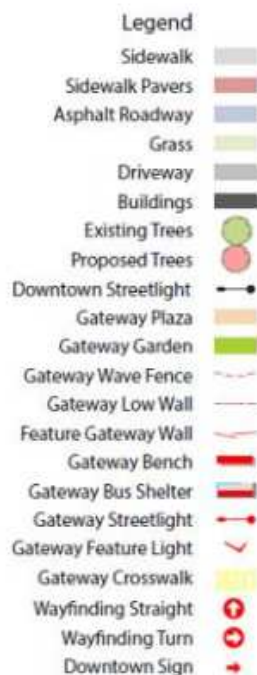 Legend
Sidewalk
Sidewalk Pavers
Asphalt Roadway
Grass
Driveway
Buildings
Existing Trees
Proposed Trees
Downtown Streetlight
Gateway Plaza
Gateway Garden
Gateway Wave Fence
Gateway Low Wall
Feature Gateway Wall
Gateway Bench
Gateway Bus Shelter
Gateway Streetlight
Gateway Feature Light
Gateway Crosswalk
Wayfinding Straight
Wayfinding Turn
Downtown Sign